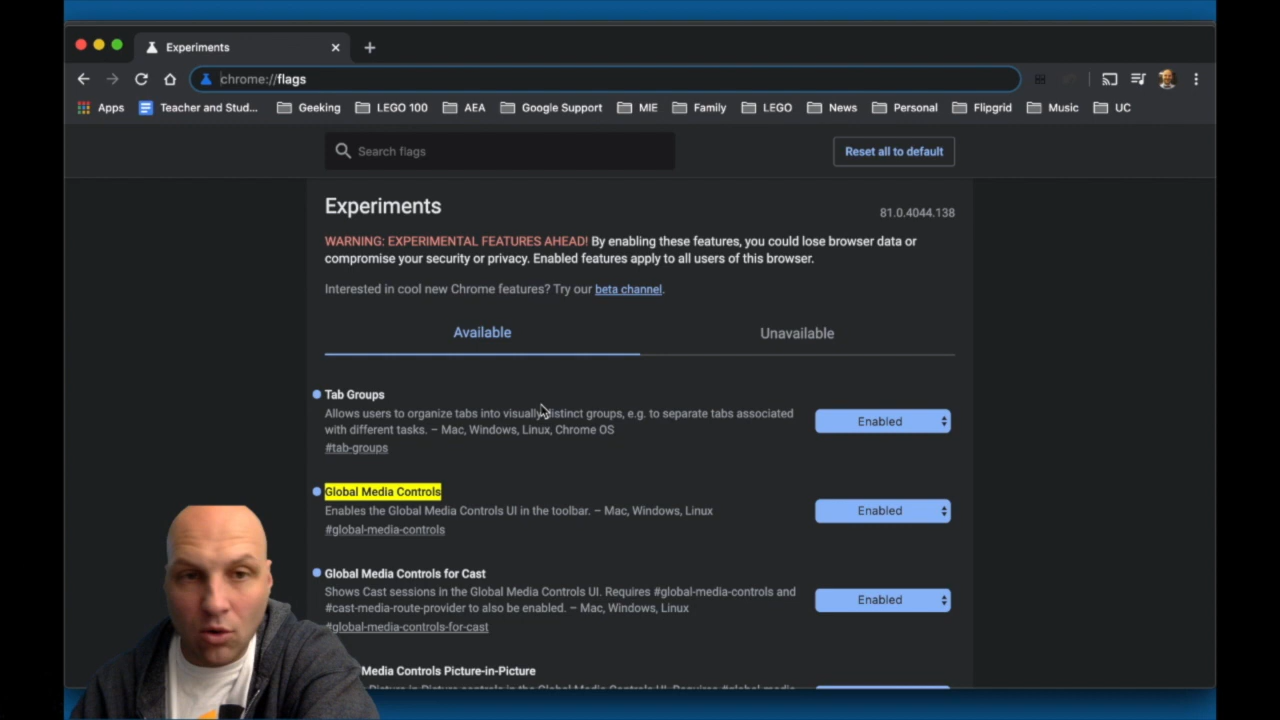 Experiments
chrome://flags
Apps Teacher and Stud... Geeking LEGO 100 AEA Google Support MIE Family LEGO News Personal Flipgrid Music UC
Search flags
Reset all to default
Experiments
81.0.4044.138
WARNING: EXPERIMENTAL FEATURES AHEAD! By enabling these features, you could lose browser data or
compromise your security or privacy. Enabled features apply to all users of this browser.
Interested in cool new Chrome features? Try our beta channel.
Available
Unavailable
Tab Groups
Allows users to organize tabs into visually distinct groups, e.g. to separate tabs associated
with different tasks. – Mac, Windows, Linux, Chrome OS
#tab-groups
Enabled
Global Media Controls
Enables the Global Media Controls UI in the toolbar. – Mac, Windows, Linux
#global-media-controls
Enabled
Global Media Controls for Cast
Shows Cast sessions in the Global Media Controls UI. Requires #global-media-controls and
#cast-media-route-provider to also be enabled. – Mac, Windows, Linux
#global-media-controls-for-cast
Enabled
Media Controls Picture-in-Picture